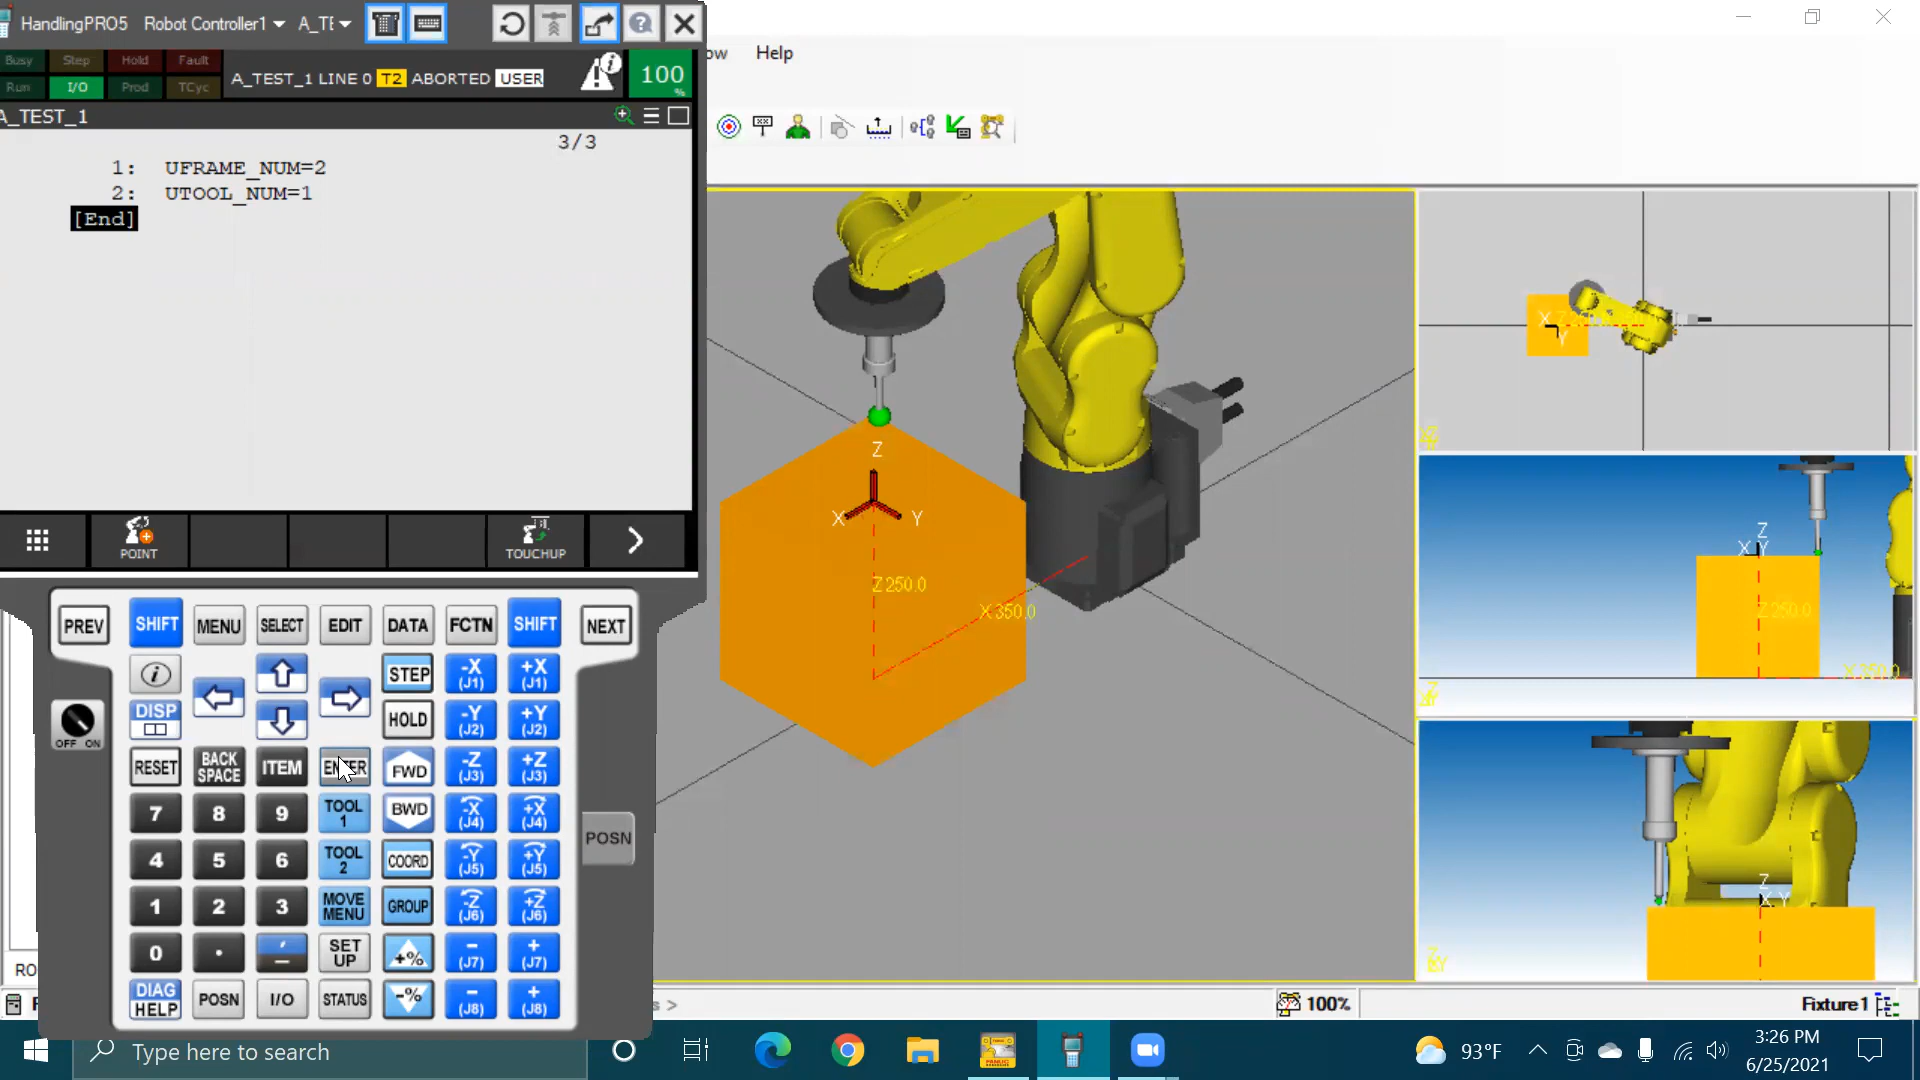 HandlingPRO5 Robot Controller1 A_TE
Help
Busy Step Hold Fault
Run I/O Prod TCyc
A_TEST_1 LINE 0 T2 ABORTED USER
100 %
A_TEST_1
3/3
1: UFRAME_NUM=2
2: UTOOL_NUM=1
[End]
POINT TOUCHUP
PREV SHIFT MENU SELECT EDIT DATA FCTN SHIFT NEXT
i STEP -X (J1) +X (J1)
DISP HOLD -Y (J2) +Y (J2)
OFF ON
RESET BACK SPACE ITEM ENTER FWD -Z (J3) +Z (J3)
7 8 9 TOOL 1 BWD -X (J4) +X (J4)
POSN
4 5 6 TOOL 2 COORD -Y (J5) +Y (J5)
1 2 3 MOVE MENU GROUP -Z (J6) +Z (J6)
0 . SET UP +% - (J7) + (J7)
DIAG HELP POSN I/O STATUS -% - (J8) + (J8)
Z
X Y
Z 250.0
X 350.0
X
Y
Z
X Y
Z 250.0
X 350.0
Z
X Y
RO
100%
Fixture1
Type here to search
93°F
3:26 PM
6/25/2021